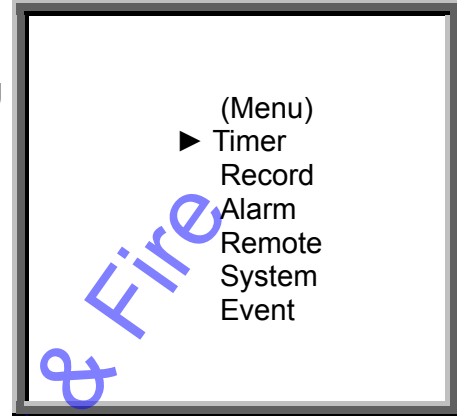 (Menu)
► Timer
Record
Alarm
Remote
System
Event
& Fire